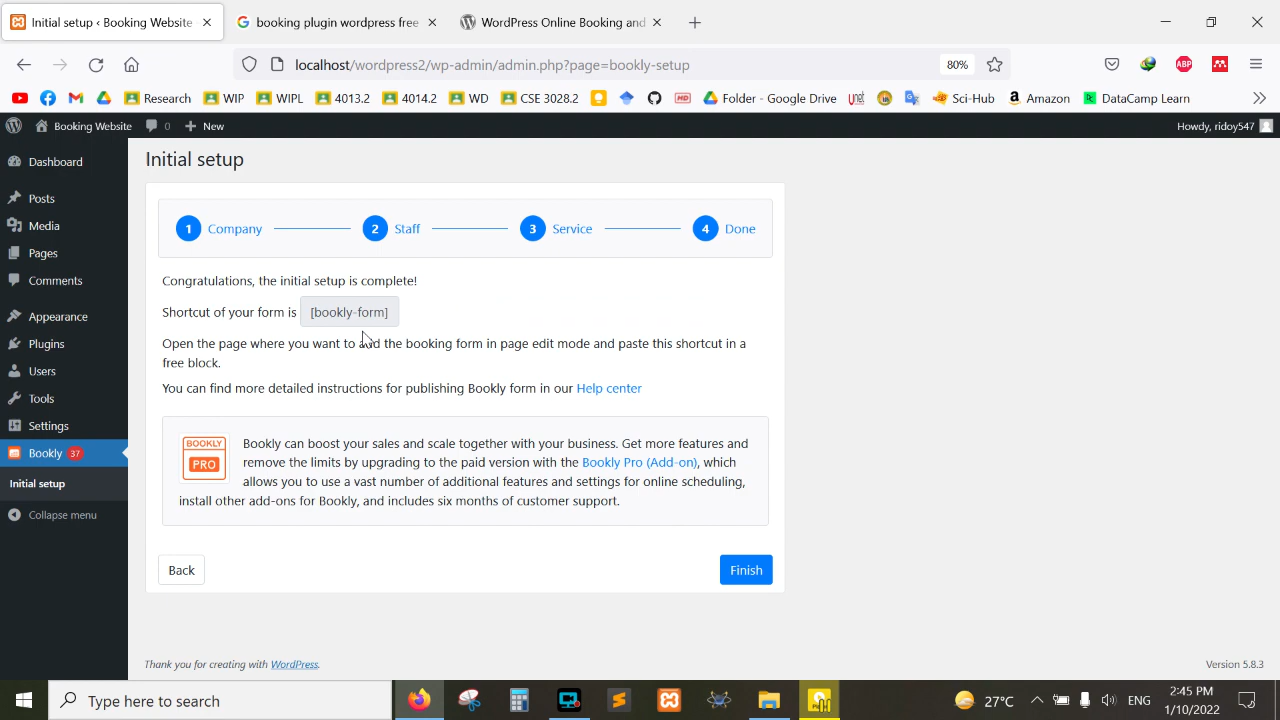 Initial setup ‹ Booking Website
booking plugin wordpress free
WordPress Online Booking and
localhost/wordpress2/wp-admin/admin.php?page=bookly-setup
80%
ABP
Research
WIP
WIPL
4013.2
4014.2
WD
CSE 3028.2
MD
Folder - Google Drive
Sci-Hub
Amazon
DataCamp Learn
Booking Website
0
New
Howdy, ridoy547
Dashboard
Posts
Media
Pages
Comments
Appearance
Plugins
Users
Tools
Settings
Bookly 37
Initial setup
Collapse menu
Initial setup
1 Company
2 Staff
3 Service
4 Done
Congratulations, the initial setup is complete!
Shortcut of your form is [bookly-form]
Open the page where you want to add the booking form in page edit mode and paste this shortcut in a
free block.
You can find more detailed instructions for publishing Bookly form in our Help center
BOOKLY
PRO
Bookly can boost your sales and scale together with your business. Get more features and
remove the limits by upgrading to the paid version with the Bookly Pro (Add-on), which
allows you to use a vast number of additional features and settings for online scheduling,
install other add-ons for Bookly, and includes six months of customer support.
Back
Finish
Thank you for creating with WordPress.
Version 5.8.3
Type here to search
27°C
ENG
2:45 PM
1/10/2022